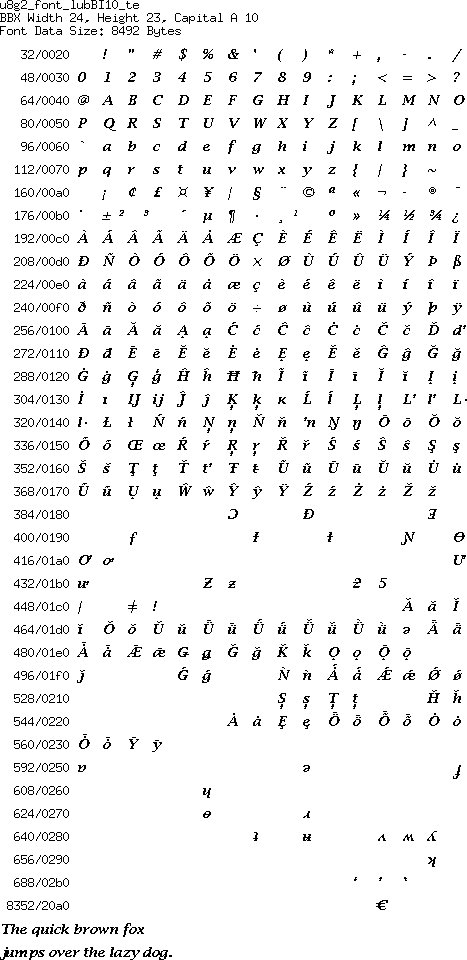 u8g2_font_lubBI10_te
BBX Width 24, Height 23, Capital A 10
Font Data Size: 8492 Bytes
32/0020 ! " # $ % & ' ( ) * + , - . /
48/0030 0 1 2 3 4 5 6 7 8 9 : ; < = > ?
64/0040 @ A B C D E F G H I J K L M N O
80/0050 P Q R S T U V W X Y Z [ \ ] ^ _
96/0060 ` a b c d e f g h i j k l m n o
112/0070 p q r s t u v w x y z { | } ~
160/00a0 ¡ ¢ £ ¤ ¥ ¦ § ¨ © ª « ¬ - ® ¯
176/00b0 ° ± ² ³ ´ µ ¶ · ¸ ¹ º » ¼ ½ ¾ ¿
192/00c0 À Á Â Ã Ä Å Æ Ç È É Ê Ë Ì Í Î Ï
208/00d0 Ð Ñ Ò Ó Ô Õ Ö × Ø Ù Ú Û Ü Ý Þ ß
224/00e0 à á â ã ä å æ ç è é ê ë ì í î ï
240/00f0 ð ñ ò ó ô õ ö ÷ ø ù ú û ü ý þ ÿ
256/0100 Ā ā Ă ă Ą ą Ć ć Ĉ ĉ Ċ ċ Č č Ď ď
272/0110 Đ đ Ē ē Ĕ ĕ Ė ė Ę ę Ě ě Ĝ ĝ Ğ ğ
288/0120 Ġ ġ Ģ ģ Ĥ ĥ Ħ ħ Ĩ ĩ Ī ī Ĭ ĭ Į į
304/0130 İ ı Ĳ ĳ Ĵ ĵ Ķ ķ ĸ Ĺ ĺ Ļ ļ Ľ ľ Ŀ
320/0140 ŀ Ł ł Ń ń Ņ ņ Ň ň ŉ Ŋ ŋ Ō ō Ŏ ŏ
336/0150 Ő ő Œ œ Ŕ ŕ Ŗ ŗ Ř ř Ś ś Ŝ ŝ Ş ş
352/0160 Š š Ţ ţ Ť ť Ŧ ŧ Ũ ũ Ū ū Ŭ ŭ Ů ů
368/0170 Ű ű Ų ų Ŵ ŵ Ŷ ŷ Ÿ Ź ź Ż ż Ž ž
384/0180 Ɔ Ɖ Ǝ
400/0190 ƒ Ɨ ƚ Ɲ Ɵ
416/01a0 Ơ ơ Ư
432/01b0 ư Ƶ ƶ ƻ 5
448/01c0 ǀ ǂ ǃ Ǎ ǎ Ǐ
464/01d0 ǐ Ǒ ǒ Ǔ ǔ Ǖ ǖ Ǘ ǘ Ǚ ǚ Ǜ ǜ ǝ Ǟ ǟ
480/01e0 Ǡ ǡ Ǣ ǣ Ǥ ǥ Ǧ ǧ Ǩ ǩ Ǫ ǫ Ǭ ǭ
496/01f0 ǰ Ǵ ǵ Ǹ ǹ Ǻ ǻ Ǽ ǽ Ǿ ǿ
528/0210 Ș ș Ț ț Ȟ ȟ
544/0220 Ȧ ȧ Ȩ ȩ Ȫ ȫ Ȭ ȭ Ȯ ȯ
560/0230 Ȱ ȱ Ȳ ȳ
592/0250 ɒ ə ɟ
608/0260 ɥ
624/0270 ɵ ɹ
640/0280 ʇ ʉ ʌ ʍ ʎ
656/0290 ʞ
688/02b0
8352/20a0 €
The quick brown fox
jumps over the lazy dog.